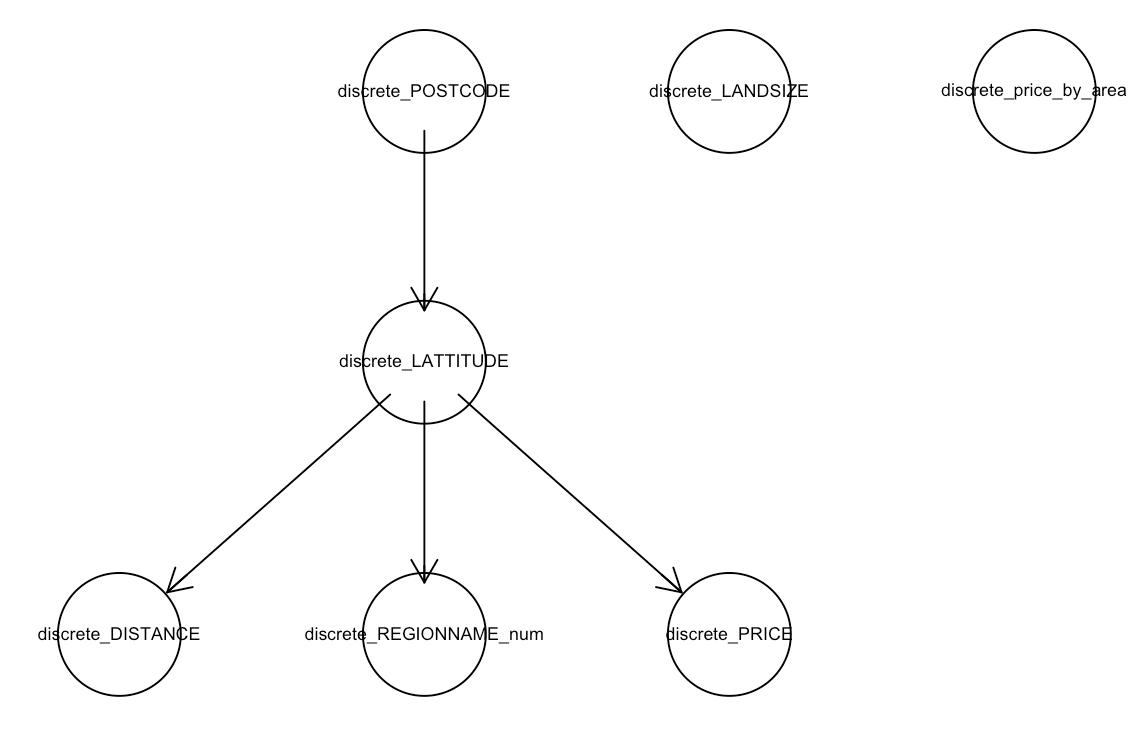 discrete_POSTCODE
discrete_LANDSIZE
discrete_price_by_area
discrete_LATTITUDE
discrete_DISTANCE
discrete_REGIONNAME_num
discrete_PRICE